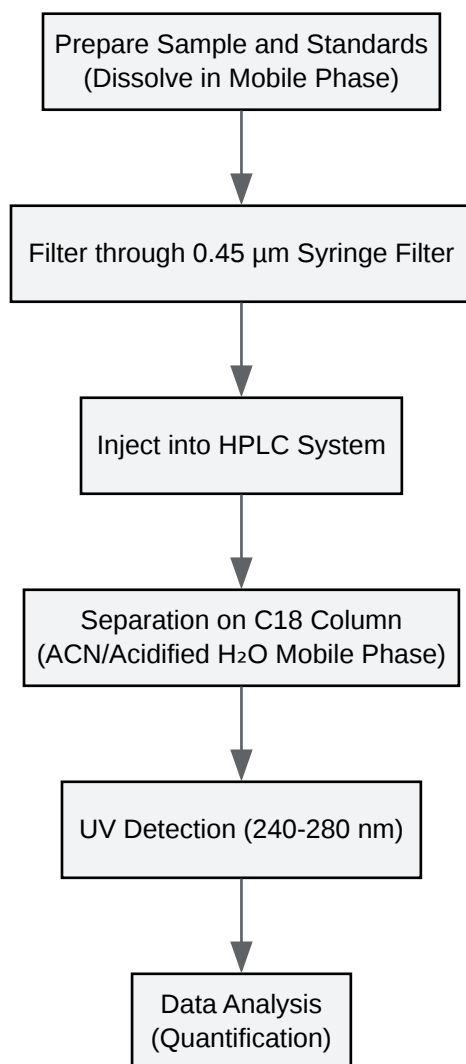 Prepare Sample and Standards
(Dissolve in Mobile Phase)
Filter through 0.45 µm Syringe Filter
Inject into HPLC System
Separation on C18 Column
(ACN/Acidified H₂O Mobile Phase)
UV Detection (240-280 nm)
Data Analysis
(Quantification)